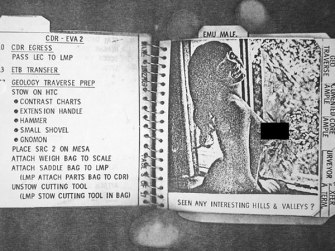 CDR - EVA 2
CDR EGRESS
PASS LEC TO LMP
ETB TRANSFER
GEOLOGY TRAVERSE PREP
STOW ON HTC
• CONTRAST CHARTS
• EXTENSION HANDLE
• HAMMER
• SMALL SHOVEL
• GNOMON
PLACE SRC 2 ON MESA
ATTACH WEIGH BAG TO SCALE
ATTACH SADDLE BAG TO LMP
(LMP ATTACH PARTS BAG TO CDR)
UNSTOW CUTTING TOOL
(LMP STOW CUTTING TOOL IN BAG)
EMU MALF.
SEEN ANY INTERESTING HILLS & VALLEYS ?